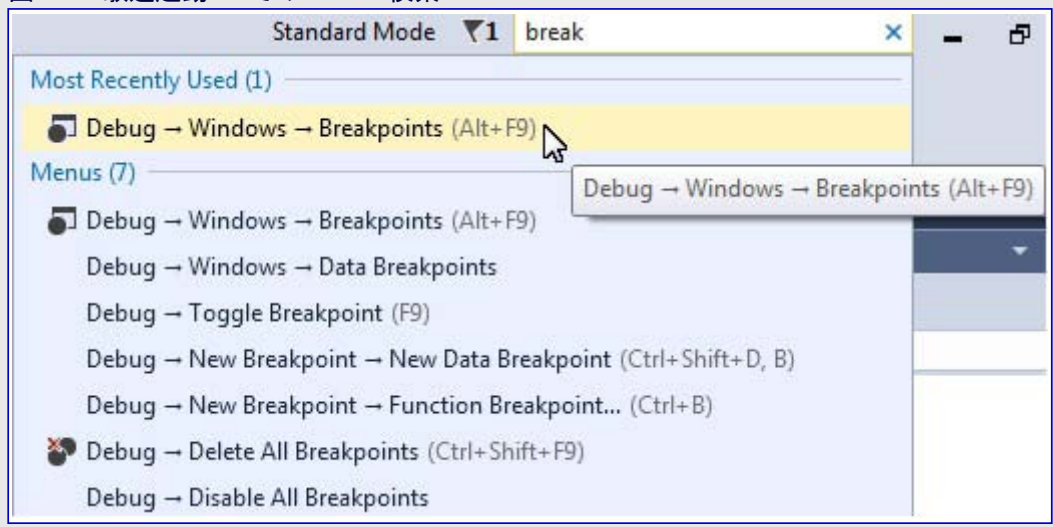 Standard Mode 1 break
Most Recently Used (1)
Debug → Windows → Breakpoints (Alt+F9)
Debug → Windows → Breakpoints (Alt+F9)
Menus (7)
Debug → Windows → Breakpoints (Alt+F9)
Debug → Windows → Data Breakpoints
Debug → Toggle Breakpoint (F9)
Debug → New Breakpoint → New Data Breakpoint (Ctrl+Shift+D, B)
Debug → New Breakpoint → Function Breakpoint... (Ctrl+B)
Debug → Delete All Breakpoints (Ctrl+Shift+F9)
Debug → Disable All Breakpoints